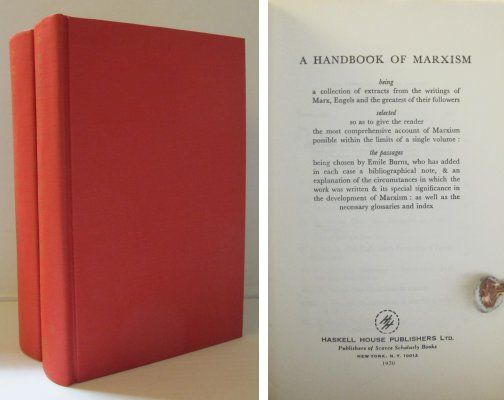 A HANDBOOK OF MARXISM
being
a collection of extracts from the writings of
Marx, Engels and the greatest of their followers
selected
so as to give the reader
the most comprehensive account of Marxism
possible within the limits of a single volume :
the passages
being chosen by Emile Burns, who has added
in each case a bibliographical note, & an
explanation of the circumstances in which the
work was written & its special significance in
the development of Marxism : as well as the
necessary glossaries and index
HASKELL HOUSE PUBLISHERS LTD.
Publishers of Scarce Scholarly Books
NEW YORK, N. Y. 10012
1970